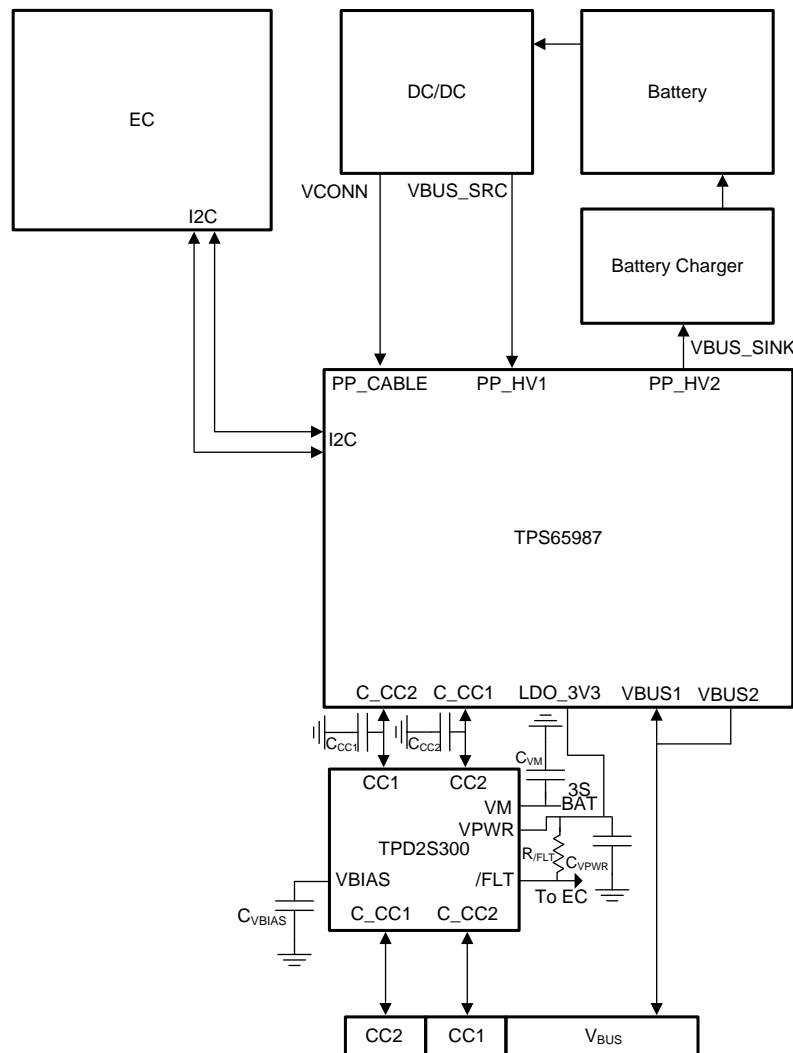 EC
DC/DC
Battery
VCONN
VBUS_SRC
I2C
Battery Charger
VBUS_SINK
PP_CABLE
PP_HV1
PP_HV2
I2C
TPS65987
C_CC2
C_CC1
LDO_3V3
VBUS1
VBUS2
CCC1
CCC2
CVM
CC1
CC2
3S
BAT
VM
VPWR
TPD2S300
R/FLT
CVPWR
VBIAS
/FLT
To EC
CVBIAS
C_CC1
C_CC2
CC2
CC1
VBUS